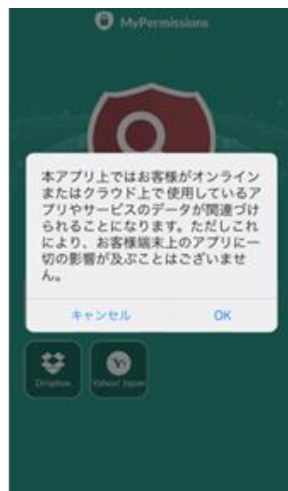 MyPermissions
本アプリ上ではお客様がオンライン
またはクラウド上で使用しているア
プリやサービスのデータが関連づけ
られることになります。ただしこれ
により、お客様端末上のアプリに一
切の影響が及ぶことはございませ
ん。
キャンセル OK
Dropbox Yahoo! Japan